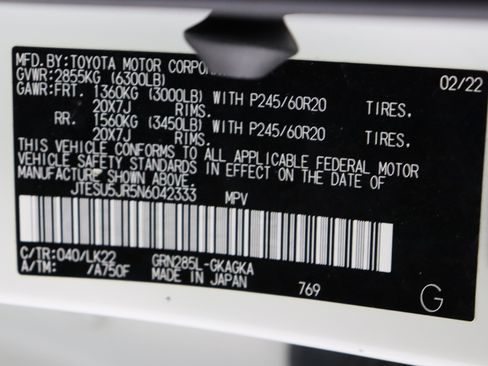 MFD.BY:TOYOTA MOTOR CORPOR 02/22
GVWR:2855KG (6300LB)
GAWR:FRT. 1360KG (3000LB) WITH P245/60R20 TIRES,
20X7J RIMS.
RR. 1560KG (3450LB) WITH P245/60R20 TIRES,
20X7J RIMS.
THIS VEHICLE CONFORMS TO ALL APPLICABLE FEDERAL MOTOR
VEHICLE SAFETY STANDARDS IN EFFECT ON THE DATE OF
MANUFACTURE SHOWN ABOVE.
JTESU5JR5N6042333 MPV
C/TR:040/LK22 GRN285L-GKAGKA
A/TM: /A750F MADE IN JAPAN
769 G